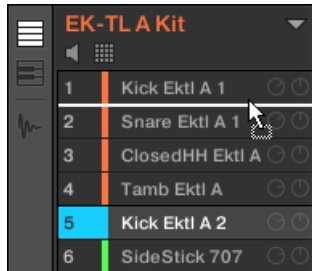 EK-TL A Kit
1 Kick Ektl A 1
2 Snare Ektl A 1
3 ClosedHH Ektl A
4 Tamb Ektl A
5 Kick Ektl A 2
6 SideStick 707